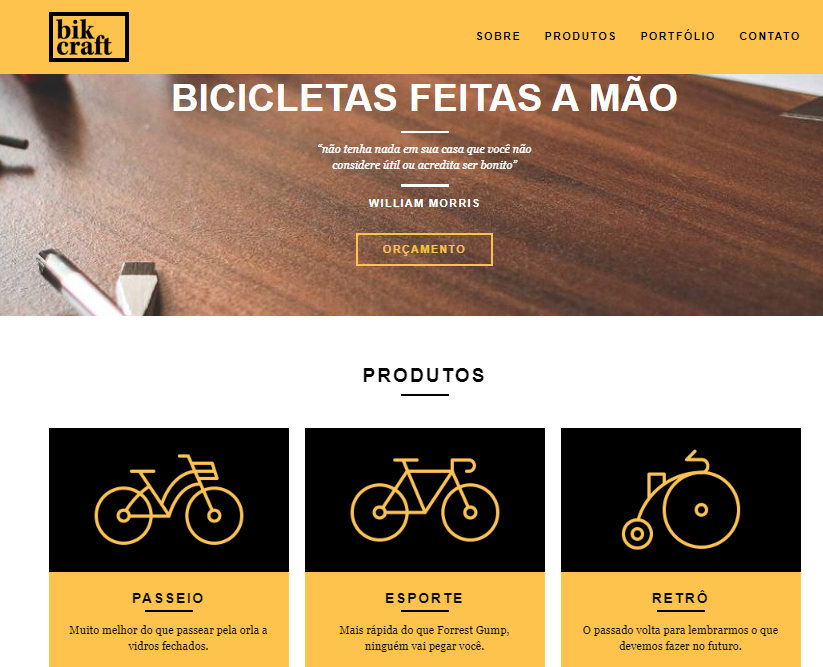 bik
craft
SOBRE PRODUTOS PORTFÓLIO CONTATO
BICICLETAS FEITAS A MÃO
“não tenha nada em sua casa que você não
considere útil ou acredita ser bonito”
WILLIAM MORRIS
ORÇAMENTO
PRODUTOS
PASSEIO
Muito melhor do que passear pela orla a
vidros fechados.
ESPORTE
Mais rápida do que Forrest Gump,
ninguém vai pegar você.
RETRÔ
O passado volta para lembrarmos o que
devemos fazer no futuro.